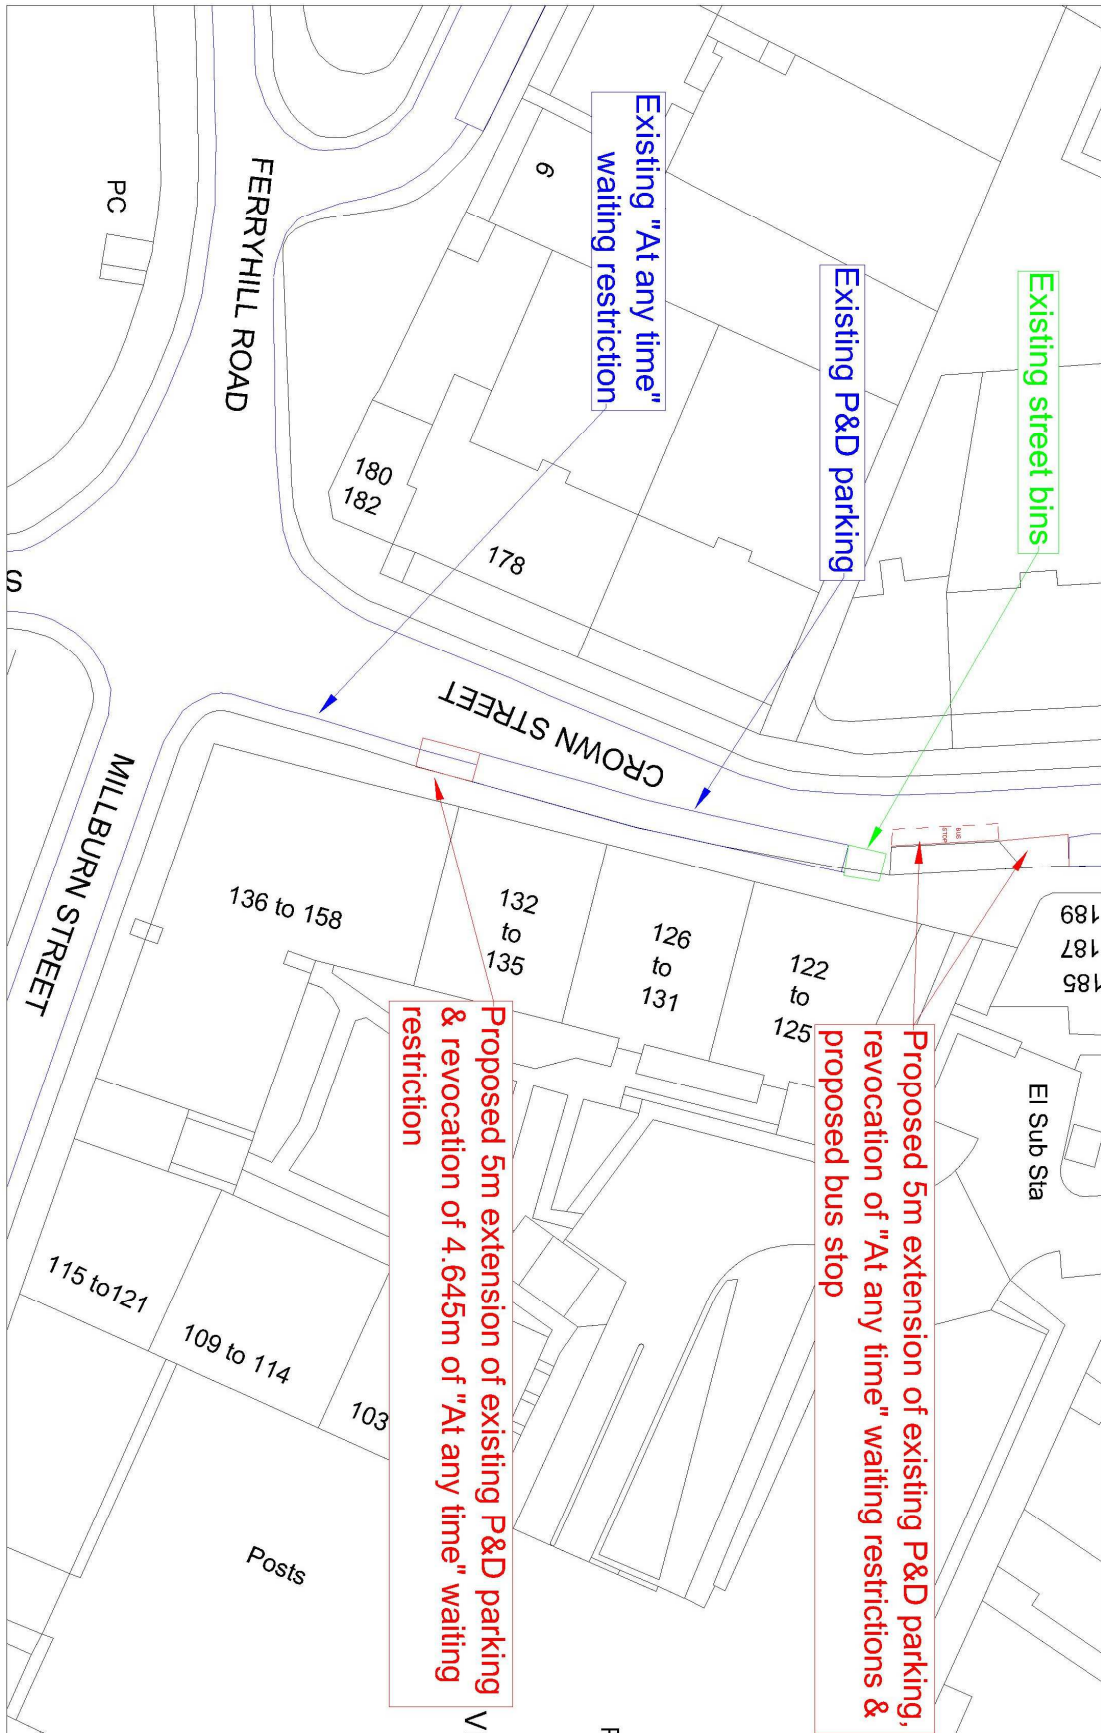 Existing "At any time"
waiting restriction
Existing P&D parking
Existing street bins
FERRYHILL ROAD
PC
9
180
182
178
CROWN STREET
MILLBURN STREET
S
BUS
STOP
136 to 158
132
to
135
126
to
131
122
to
125
189
187
185
El Sub Sta
Proposed 5m extension of existing P&D parking,
revocation of "At any time" waiting restrictions &
proposed bus stop
Proposed 5m extension of existing P&D parking
& revocation of 4.645m of "At any time" waiting
restriction
115 to121
109 to 114
103
Posts
V